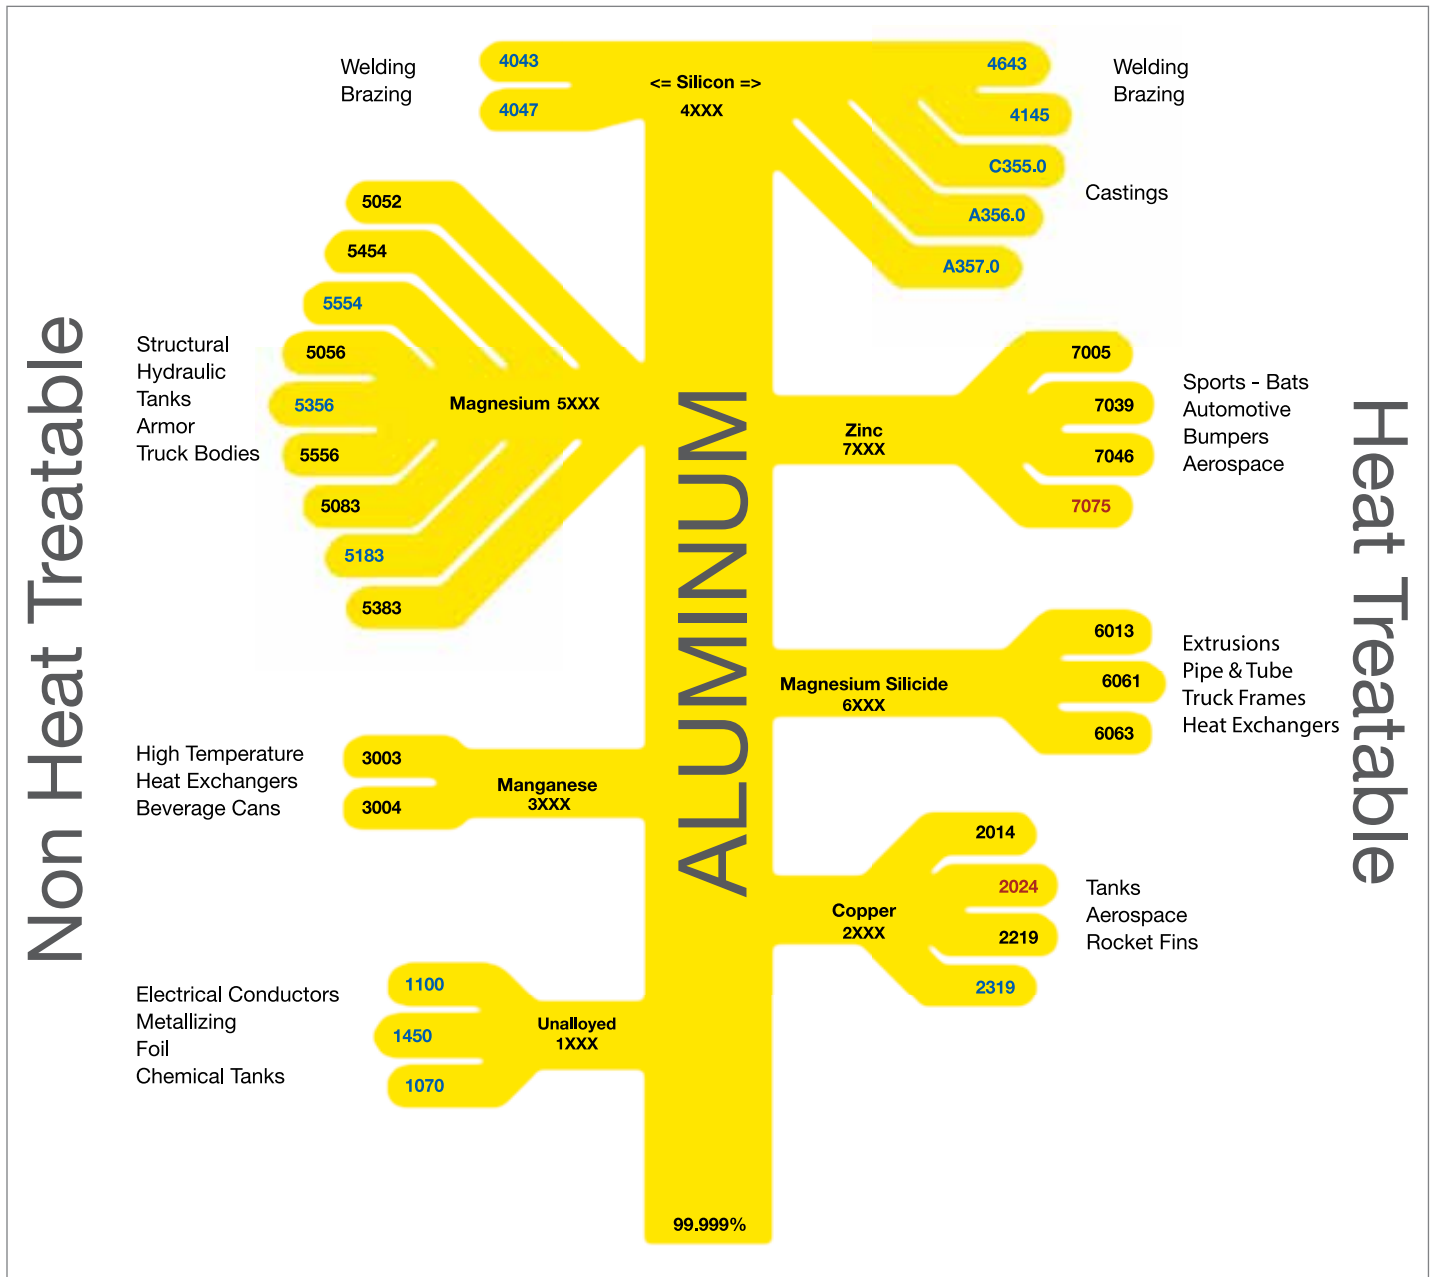 Non Heat Treatable
Welding
Brazing
4043
4047
<= Silicon =>
4XXX
4643
4145
C355.0
A356.0
A357.0
Welding
Brazing
Castings
5052
5454
5554
5056
5356
5556
5083
5183
5383
Structural
Hydraulic
Tanks
Armor
Truck Bodies
Magnesium 5XXX
ALUMINUM
Zinc
7XXX
7005
7039
7046
7075
Sports - Bats
Automotive
Bumpers
Aerospace
Heat Treatable
Magnesium Silicide
6XXX
6013
6061
6063
Extrusions
Pipe & Tube
Truck Frames
Heat Exchangers
High Temperature
Heat Exchangers
Beverage Cans
3003
3004
Manganese
3XXX
Copper
2XXX
2014
2024
2219
2319
Tanks
Aerospace
Rocket Fins
Electrical Conductors
Metallizing
Foil
Chemical Tanks
1100
1450
1070
Unalloyed
1XXX
99.999%